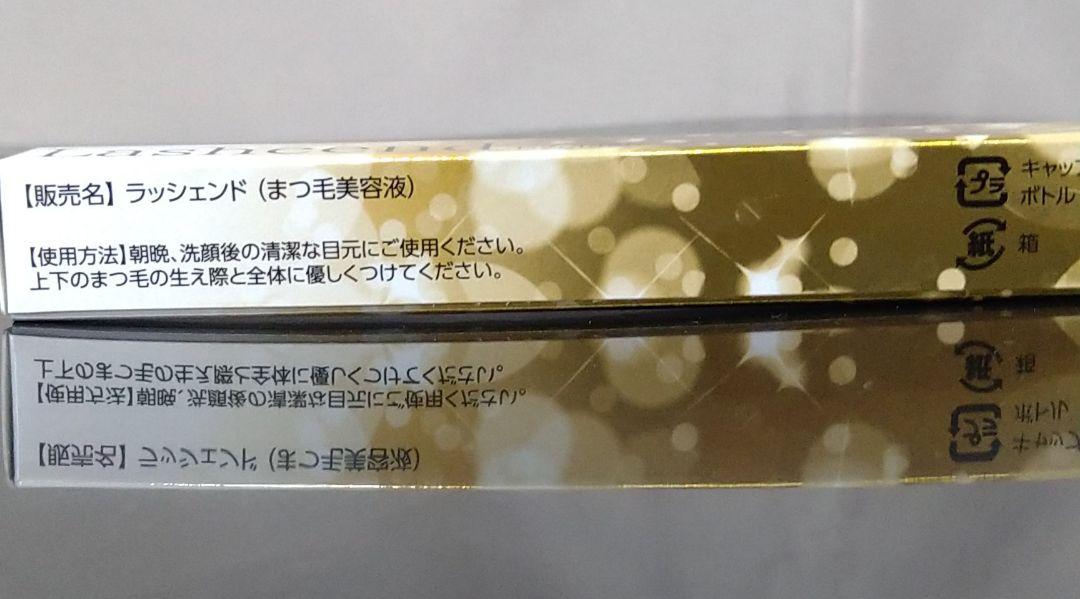 【販売名】ラッシェンド（まつ毛美容液）
【使用方法】朝晩、洗顔後の清潔な目元にご使用ください。
上下のまつ毛の生え際と全体に優しくつけてください。
プラ
キャップ
ボトル
紙
箱